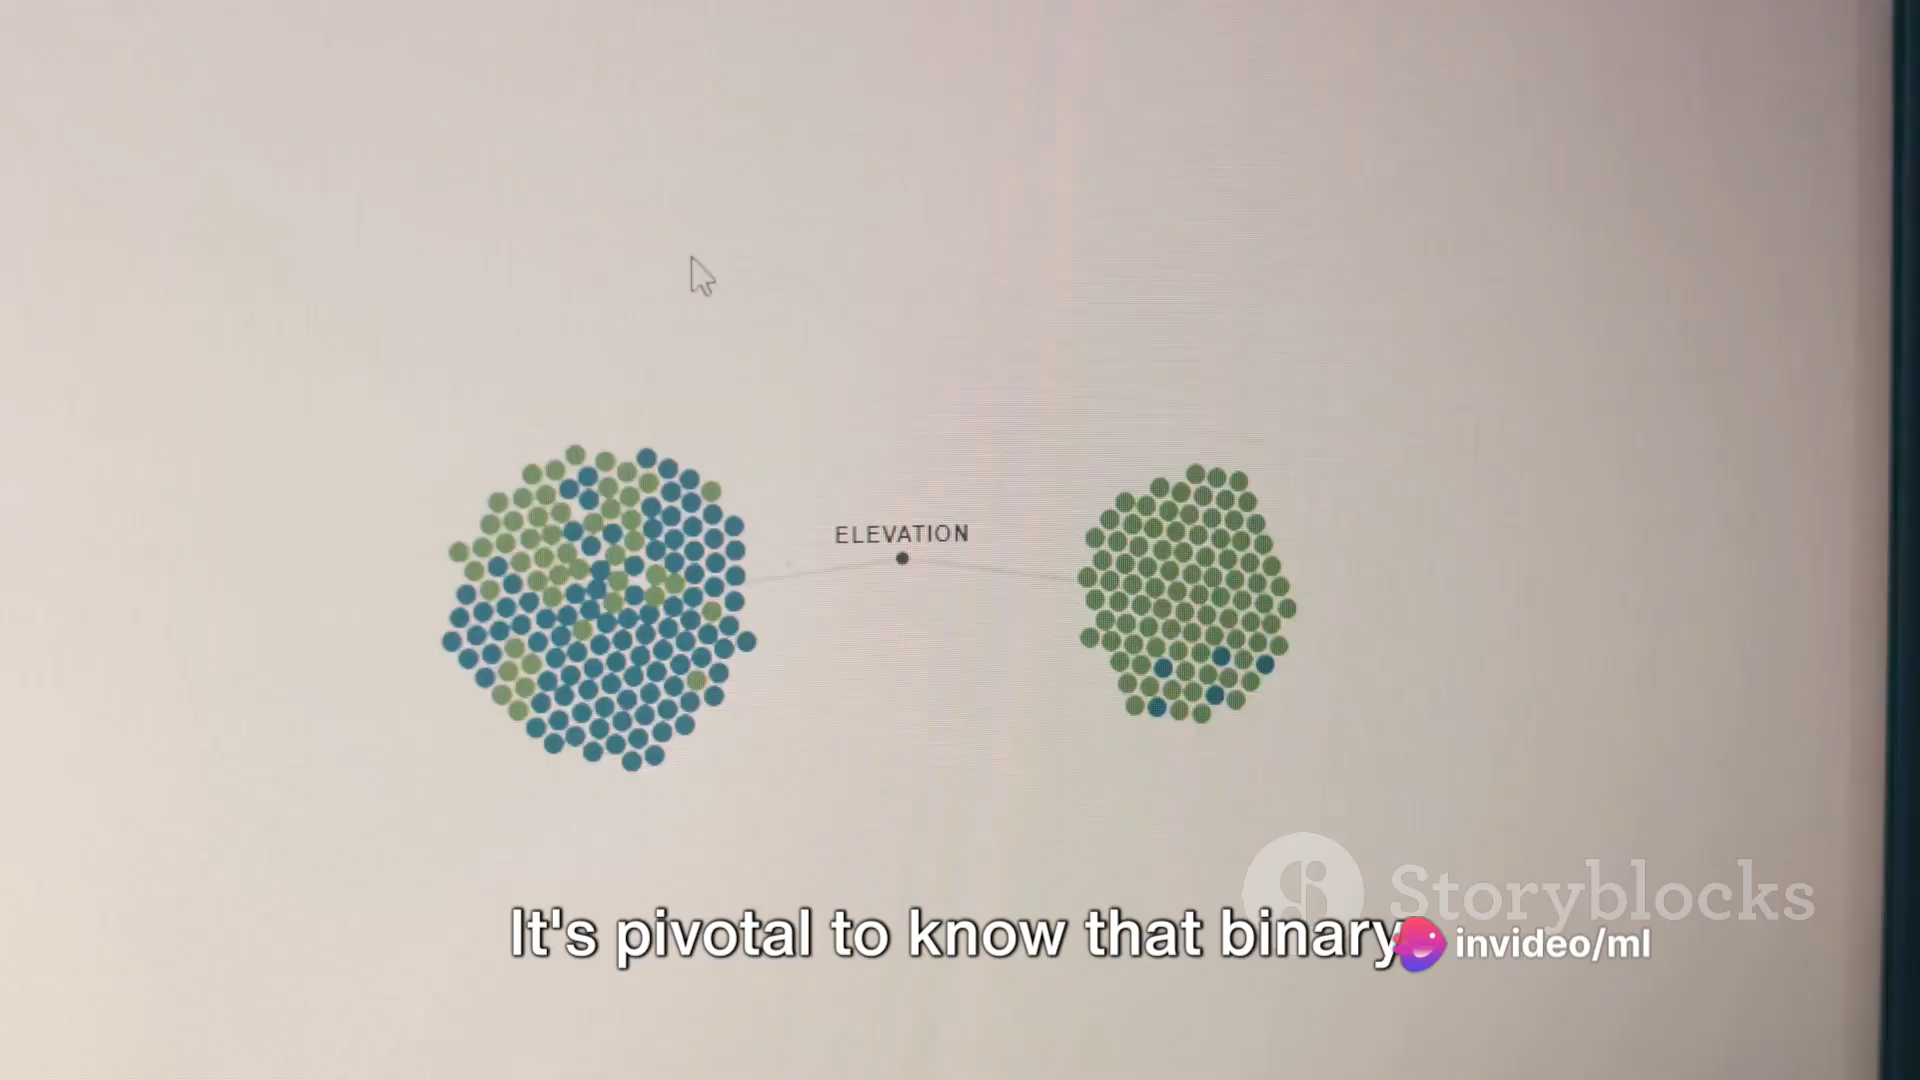 ELEVATION
Storyblocks
It's pivotal to know that binary
invideo/ml